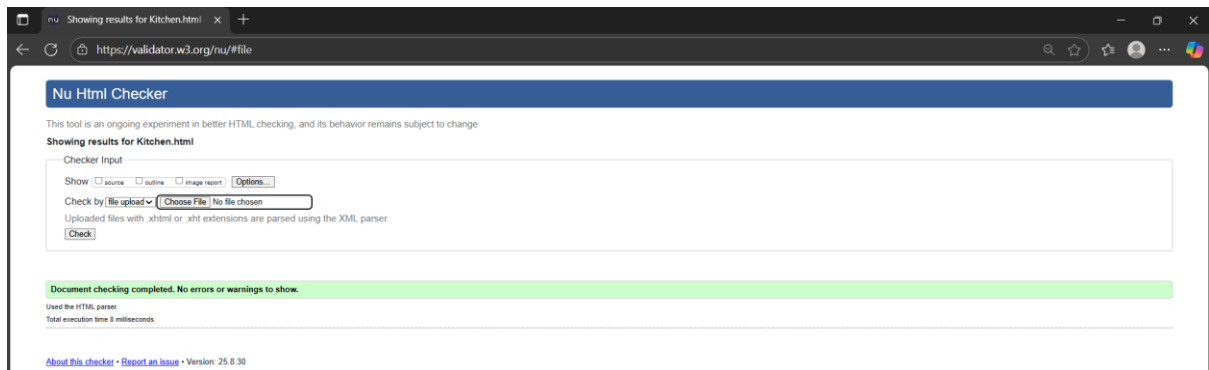 nu Showing results for Kitchen.html
https://validator.w3.org/nu/#file
Nu Html Checker
This tool is an ongoing experiment in better HTML checking, and its behavior remains subject to change
Showing results for Kitchen.html
Checker Input
Show source outline image report Options...
Check by file upload Choose File No file chosen
Uploaded files with .xhtml or .xht extensions are parsed using the XML parser.
Check
Document checking completed. No errors or warnings to show.
Used the HTML parser.
Total execution time 8 milliseconds.
About this checker • Report an issue • Version: 25.8.30